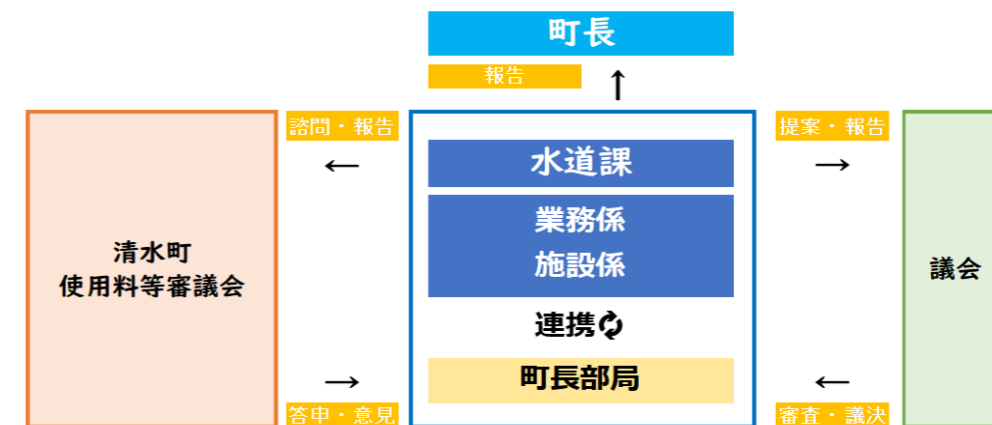 町長
報告
↑
諮問・報告
提案・報告
←
水道課
→
業務係
施設係
清水町
使用料等審議会
議会
連携
→
町長部局
←
答申・意見
審査・議決